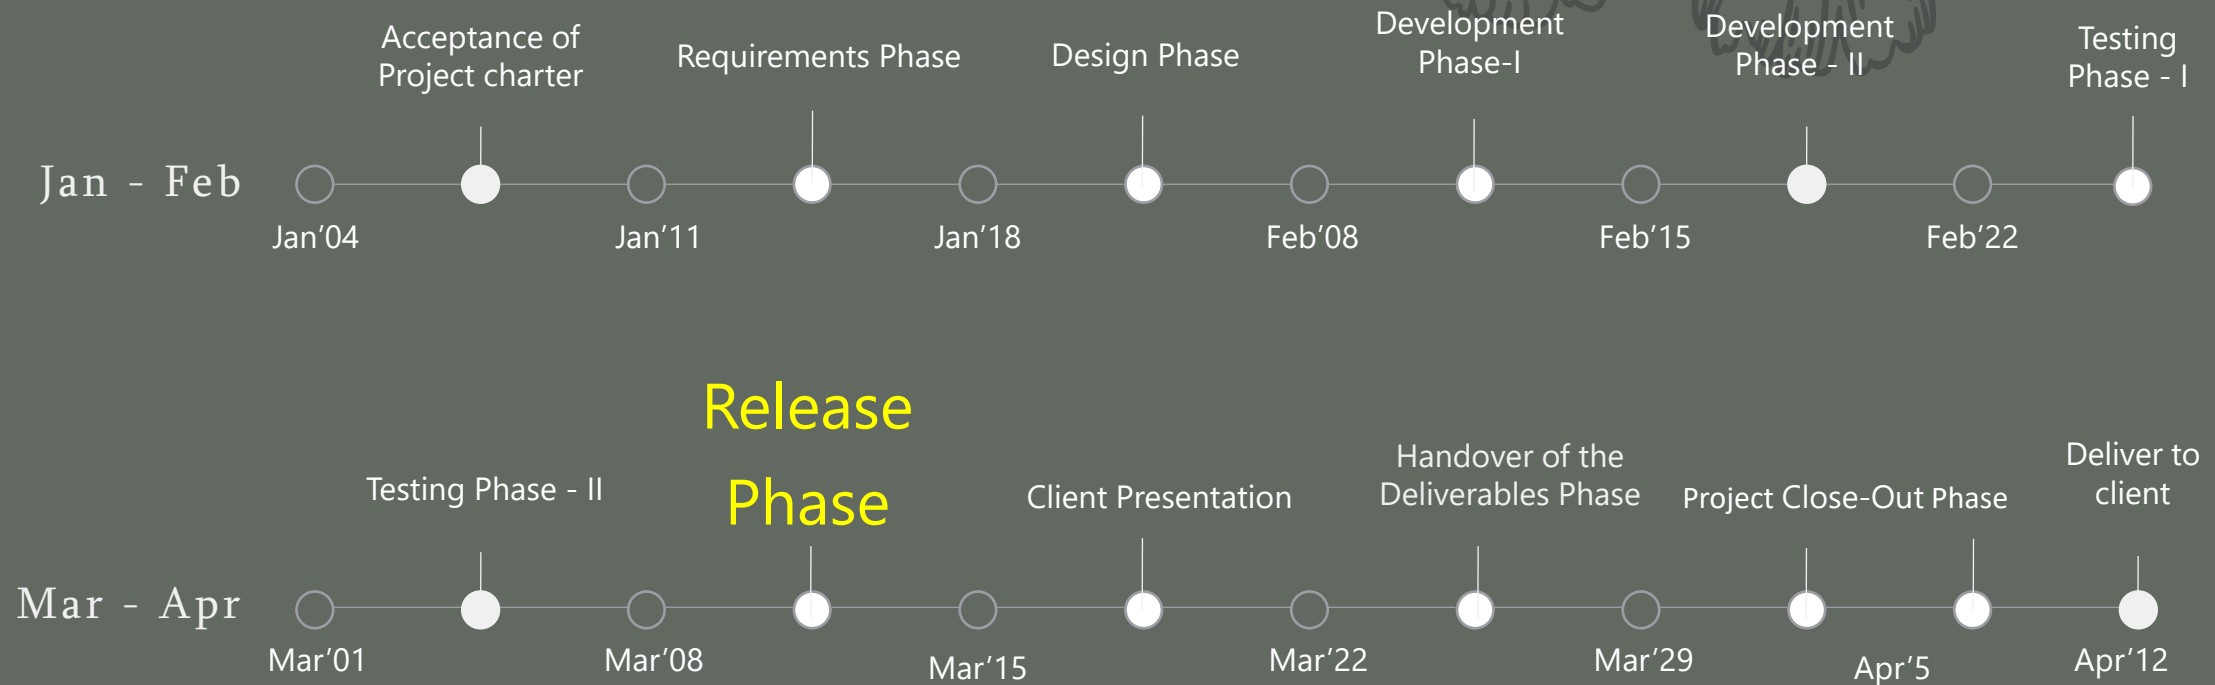 Acceptance of
Project charter
Requirements Phase
Design Phase
Development
Phase-I
Development
Phase - II
Testing
Phase - I
Jan - Feb
Jan’04
Jan’11
Jan’18
Feb’08
Feb’15
Feb’22
Testing Phase - II
Release
Phase
Client Presentation
Handover of the
Deliverables Phase
Project Close-Out Phase
Deliver to
client
Mar - Apr
Mar’01
Mar’08
Mar’15
Mar’22
Mar’29
Apr’5
Apr’12